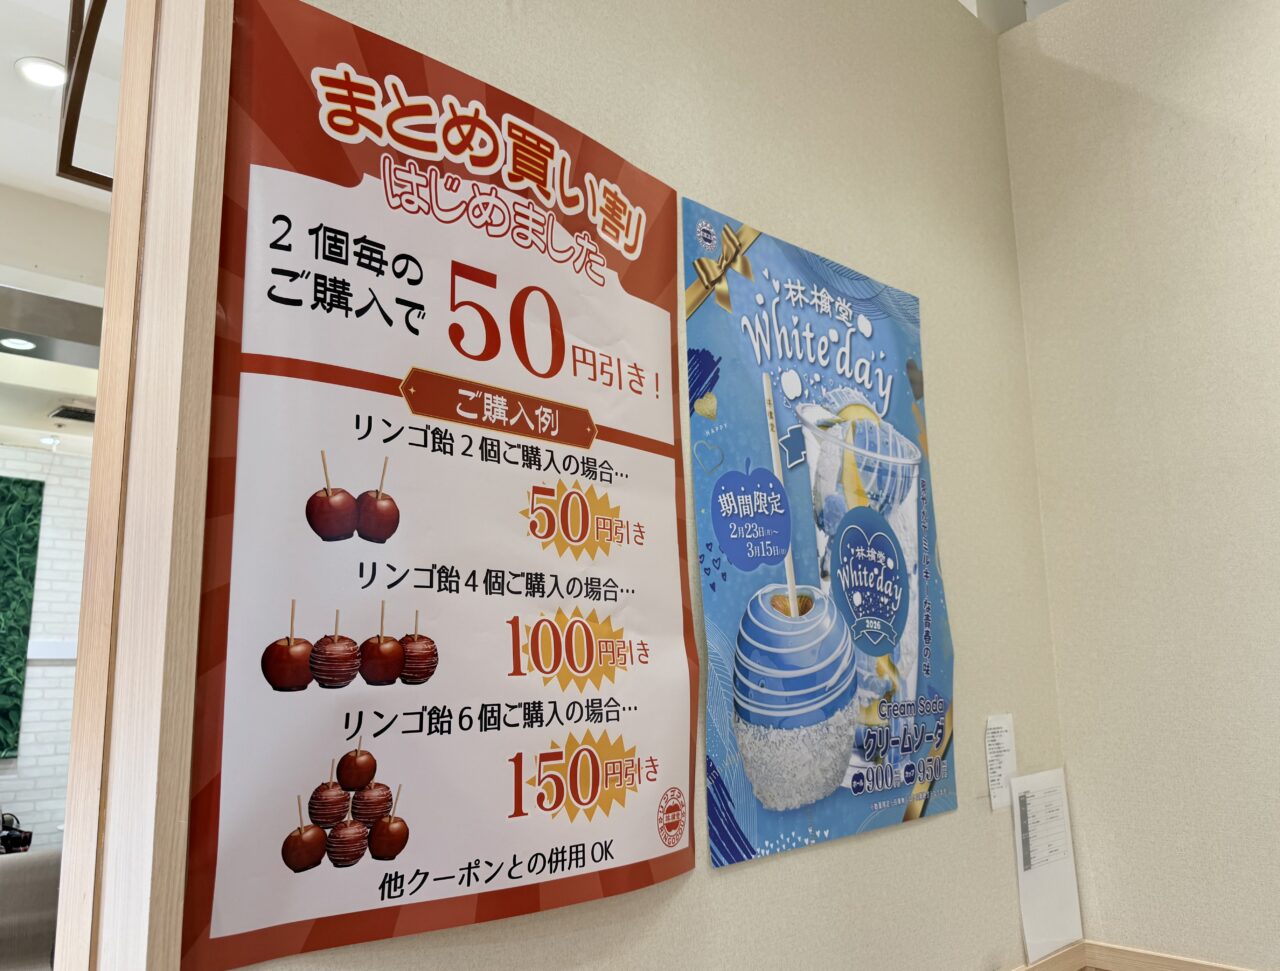 まとめ買い割
はじめました
2個毎の
ご購入で
50円引き!
ご購入例
リンゴ飴2個ご購入の場合…
50円引き
リンゴ飴4個ご購入の場合…
100円引き
リンゴ飴6個ご購入の場合…
150円引き
林檎堂
他クーポンとの併用OK
林檎堂
White day
HAPPY
期間限定
2月23日(月)~
3月15日(日)
林檎堂
White day
2026
Cream Soda
クリームソーダ
900円
950円